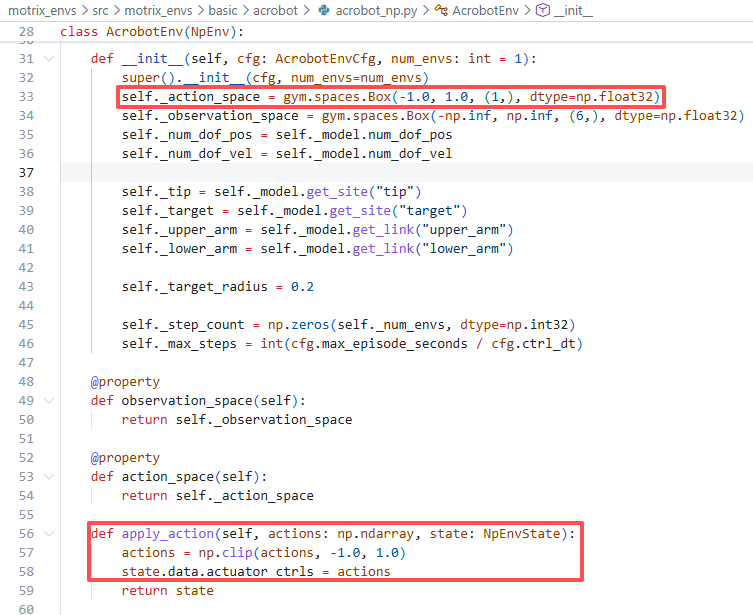 motrix_envs > src > motrix_envs > basic > acrobot > acrobot_np.py > AcrobotEnv > __init__
28 class AcrobotEnv(NpEnv):
31 def __init__(self, cfg: AcrobotEnvCfg, num_envs: int = 1):
32 super().__init__(cfg, num_envs=num_envs)
33 self._action_space = gym.spaces.Box(-1.0, 1.0, (1,), dtype=np.float32)
34 self._observation_space = gym.spaces.Box(-np.inf, np.inf, (6,), dtype=np.float32)
35 self._num_dof_pos = self._model.num_dof_pos
36 self._num_dof_vel = self._model.num_dof_vel
37
38 self._tip = self._model.get_site("tip")
39 self._target = self._model.get_site("target")
40 self._upper_arm = self._model.get_link("upper_arm")
41 self._lower_arm = self._model.get_link("lower_arm")
42
43 self._target_radius = 0.2
44
45 self._step_count = np.zeros(self._num_envs, dtype=np.int32)
46 self._max_steps = int(cfg.max_episode_seconds / cfg.ctrl_dt)
47
48 @property
49 def observation_space(self):
50 return self._observation_space
51
52 @property
53 def action_space(self):
54 return self._action_space
55
56 def apply_action(self, actions: np.ndarray, state: NpEnvState):
57 actions = np.clip(actions, -1.0, 1.0)
58 state.data.actuator_ctrls = actions
59 return state
60